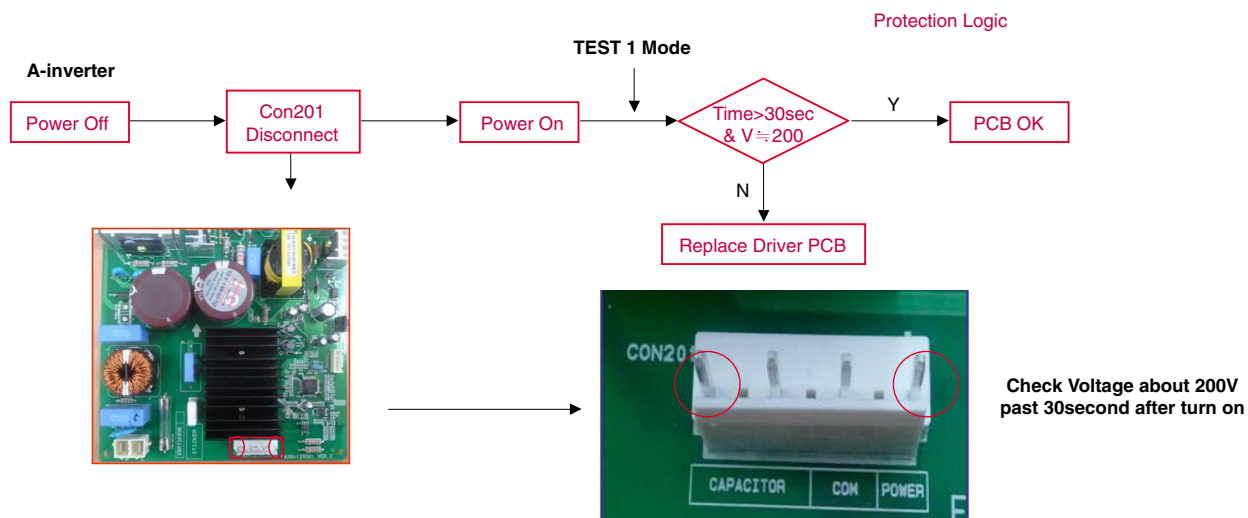 Protection Logic
TEST 1 Mode
A-inverter
Power Off
Con201
Disconnect
Power On
Time>30sec
& V≒200
Y
PCB OK
N
Replace Driver PCB
CON201
CAPACITOR
COM
POWER
STICKER
Check Voltage about 200V
past 30second after turn on